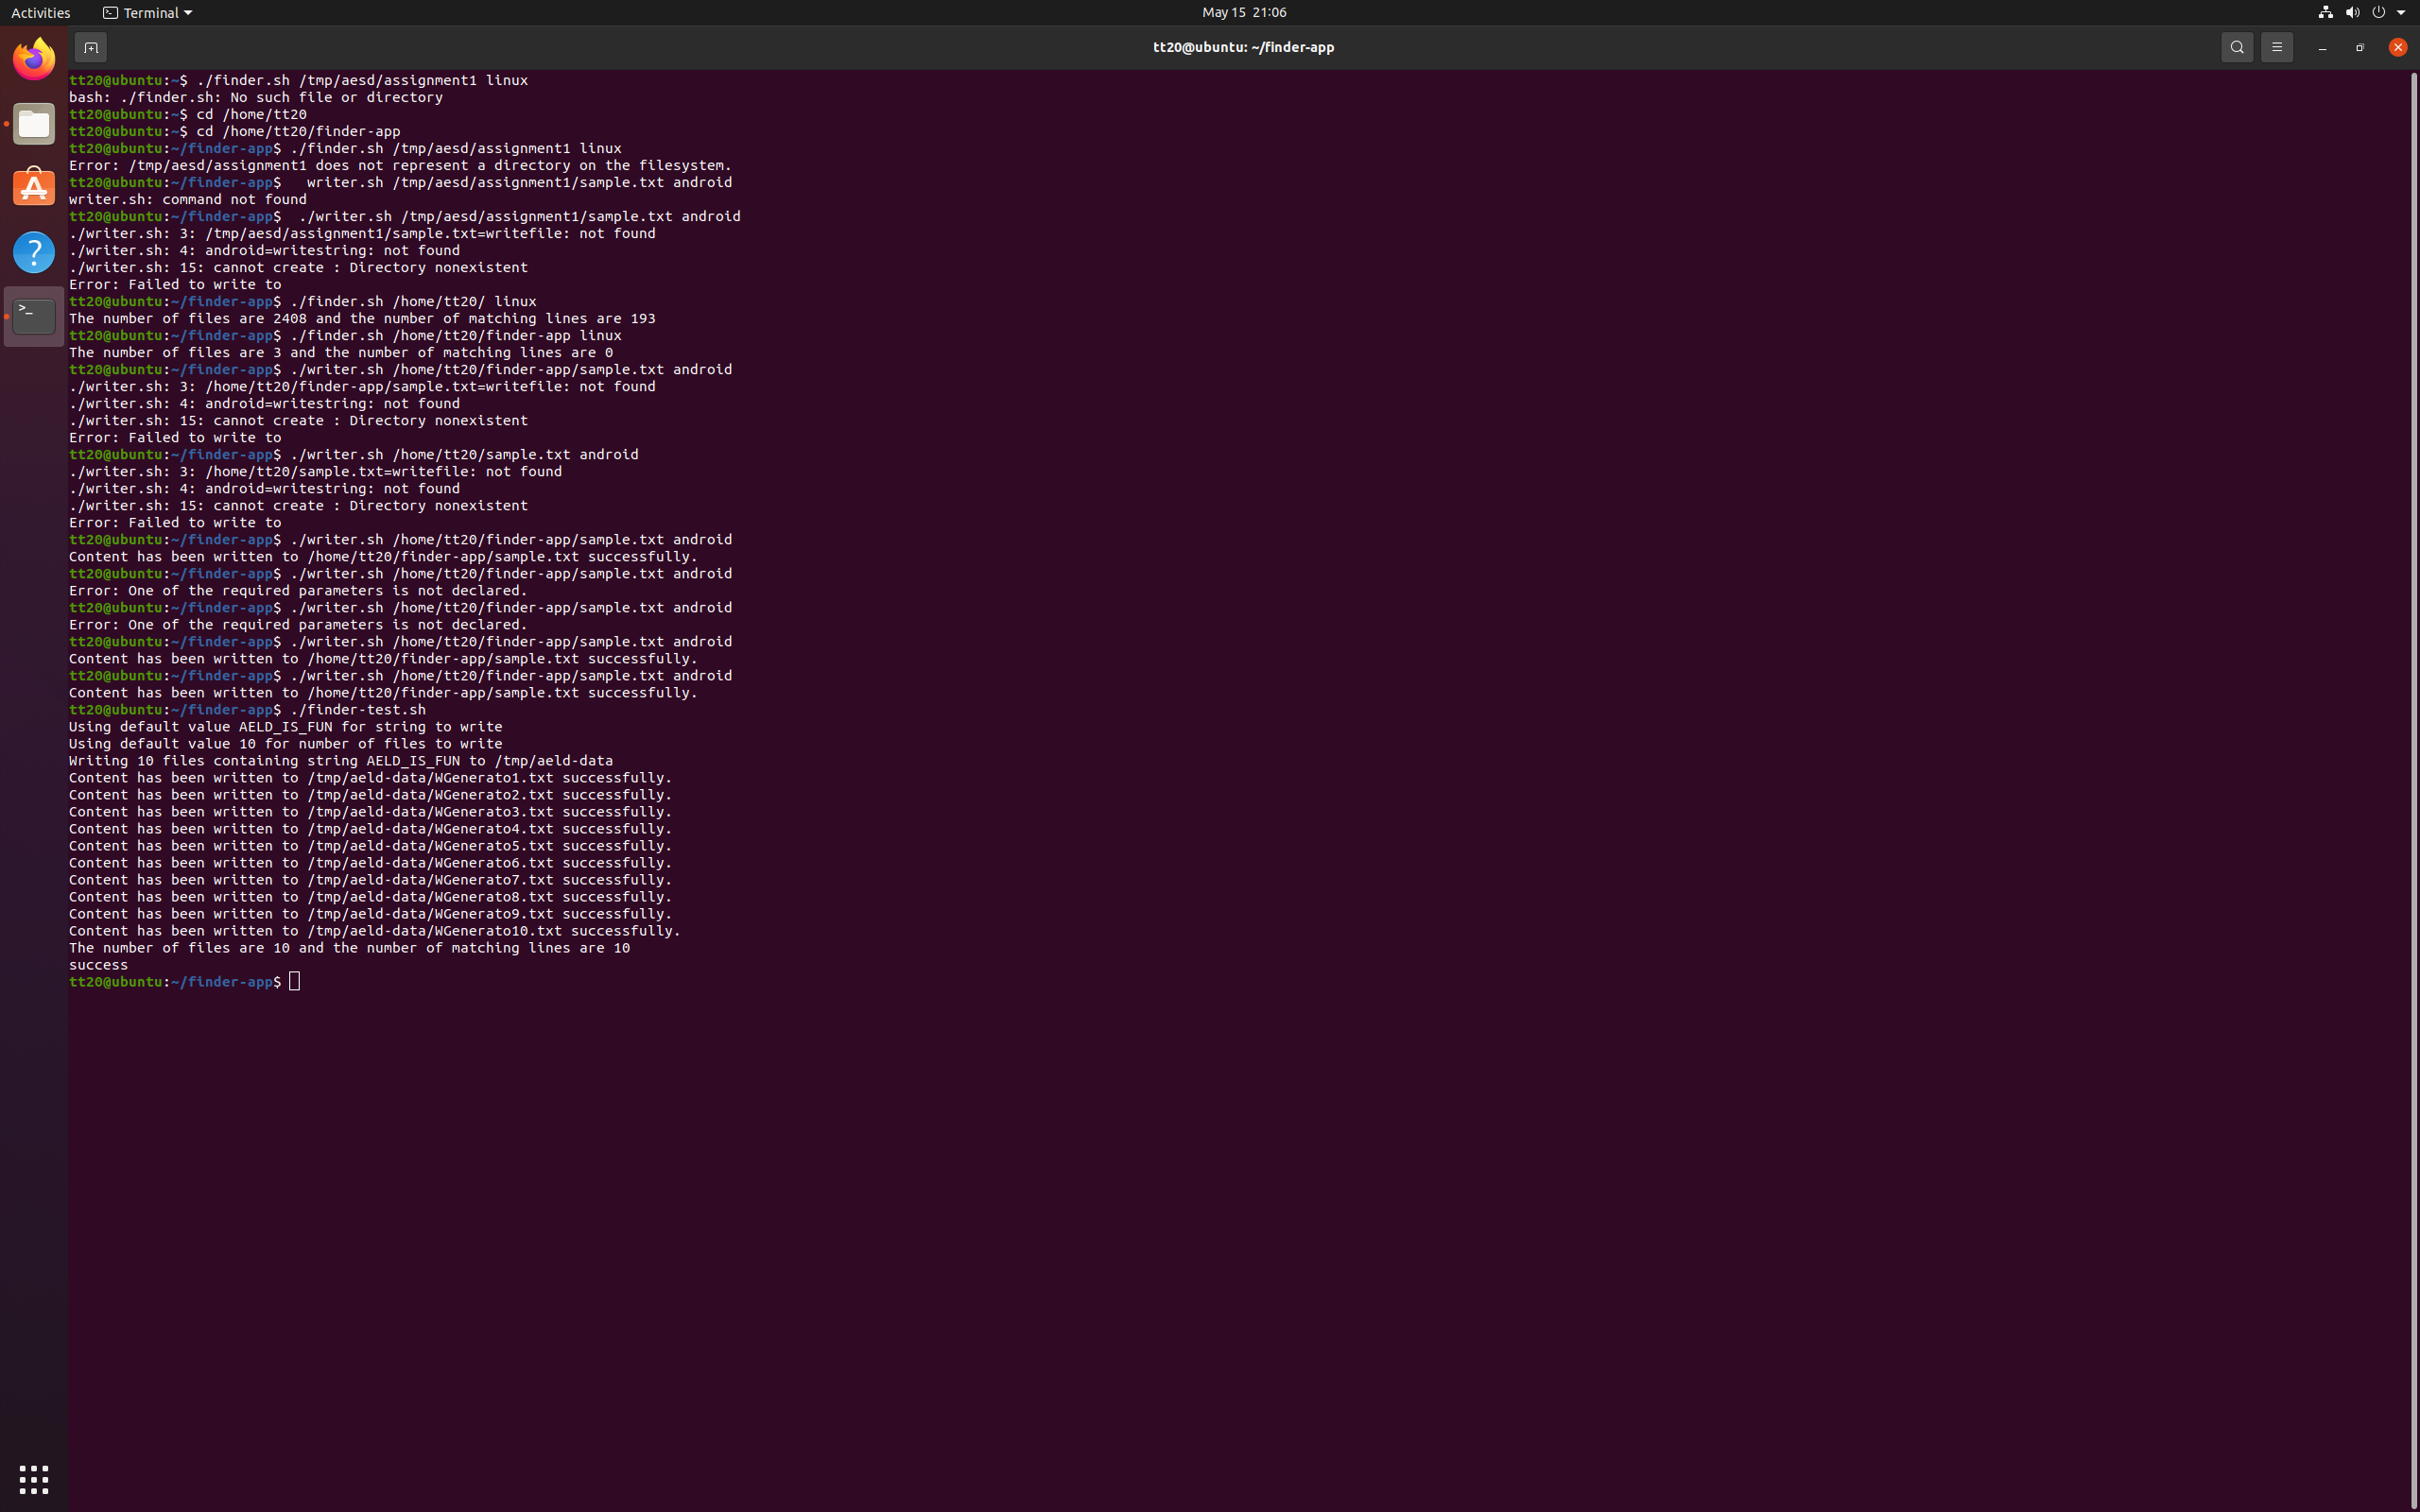 Activities
Terminal
May 15 21:06
tt20@ubuntu: ~/finder-app
tt20@ubuntu:~$ ./finder.sh /tmp/aesd/assignment1 linux
bash: ./finder.sh: No such file or directory
tt20@ubuntu:~$ cd /home/tt20
tt20@ubuntu:~$ cd /home/tt20/finder-app
tt20@ubuntu:~/finder-app$ ./finder.sh /tmp/aesd/assignment1 linux
Error: /tmp/aesd/assignment1 does not represent a directory on the filesystem.
tt20@ubuntu:~/finder-app$   writer.sh /tmp/aesd/assignment1/sample.txt android
writer.sh: command not found
tt20@ubuntu:~/finder-app$  ./writer.sh /tmp/aesd/assignment1/sample.txt android
./writer.sh: 3: /tmp/aesd/assignment1/sample.txt=writefile: not found
./writer.sh: 4: android=writestring: not found
./writer.sh: 15: cannot create : Directory nonexistent
Error: Failed to write to
tt20@ubuntu:~/finder-app$ ./finder.sh /home/tt20/ linux
The number of files are 2408 and the number of matching lines are 193
tt20@ubuntu:~/finder-app$ ./finder.sh /home/tt20/finder-app linux
The number of files are 3 and the number of matching lines are 0
tt20@ubuntu:~/finder-app$ ./writer.sh /home/tt20/finder-app/sample.txt android
./writer.sh: 3: /home/tt20/finder-app/sample.txt=writefile: not found
./writer.sh: 4: android=writestring: not found
./writer.sh: 15: cannot create : Directory nonexistent
Error: Failed to write to
tt20@ubuntu:~/finder-app$ ./writer.sh /home/tt20/sample.txt android
./writer.sh: 3: /home/tt20/sample.txt=writefile: not found
./writer.sh: 4: android=writestring: not found
./writer.sh: 15: cannot create : Directory nonexistent
Error: Failed to write to
tt20@ubuntu:~/finder-app$ ./writer.sh /home/tt20/finder-app/sample.txt android
Content has been written to /home/tt20/finder-app/sample.txt successfully.
tt20@ubuntu:~/finder-app$ ./writer.sh /home/tt20/finder-app/sample.txt android
Error: One of the required parameters is not declared.
tt20@ubuntu:~/finder-app$ ./writer.sh /home/tt20/finder-app/sample.txt android
Error: One of the required parameters is not declared.
tt20@ubuntu:~/finder-app$ ./writer.sh /home/tt20/finder-app/sample.txt android
Content has been written to /home/tt20/finder-app/sample.txt successfully.
tt20@ubuntu:~/finder-app$ ./writer.sh /home/tt20/finder-app/sample.txt android
Content has been written to /home/tt20/finder-app/sample.txt successfully.
tt20@ubuntu:~/finder-app$ ./finder-test.sh
Using default value AELD_IS_FUN for string to write
Using default value 10 for number of files to write
Writing 10 files containing string AELD_IS_FUN to /tmp/aeld-data
Content has been written to /tmp/aeld-data/WGenerato1.txt successfully.
Content has been written to /tmp/aeld-data/WGenerato2.txt successfully.
Content has been written to /tmp/aeld-data/WGenerato3.txt successfully.
Content has been written to /tmp/aeld-data/WGenerato4.txt successfully.
Content has been written to /tmp/aeld-data/WGenerato5.txt successfully.
Content has been written to /tmp/aeld-data/WGenerato6.txt successfully.
Content has been written to /tmp/aeld-data/WGenerato7.txt successfully.
Content has been written to /tmp/aeld-data/WGenerato8.txt successfully.
Content has been written to /tmp/aeld-data/WGenerato9.txt successfully.
Content has been written to /tmp/aeld-data/WGenerato10.txt successfully.
The number of files are 10 and the number of matching lines are 10
success
tt20@ubuntu:~/finder-app$